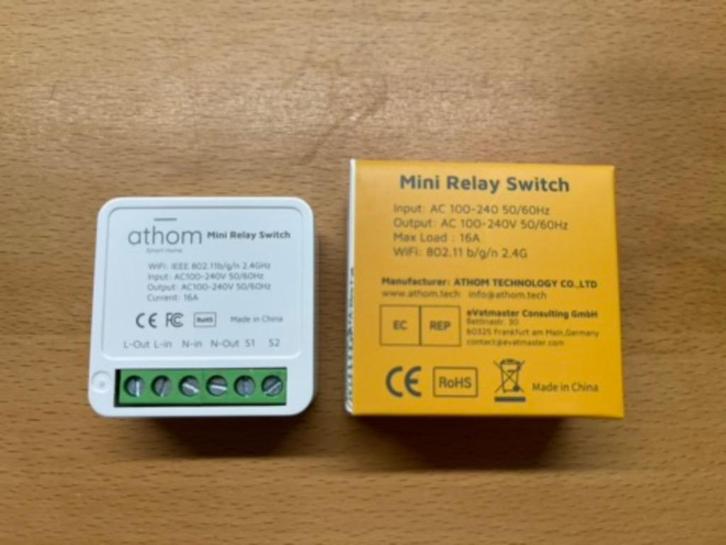 athom Mini Relay Switch
Smart Home
WiFi: IEEE 802.11b/g/n 2.4GHz
Input: AC100-240V 50/60Hz
Output: AC100-240V 50/60Hz
Current: 16A
CE FC RoHS Made in China
L-Out L-in N-in N-Out S1 S2
Mini Relay Switch
Input: AC 100-240 50/60Hz
Output: AC 100-240V 50/60Hz
Max Load : 16A
WiFi: 802.11 b/g/n 2.4G
Manufacturer: ATHOM TECHNOLOGY CO.,LTD
www.athom.tech info@athom.tech
EC REP
eVatmaster Consulting GmbH
Bettinastr. 30
60325 Frankfurt am Main,Germany
contact@evatmaster.com
CE RoHS Made in China